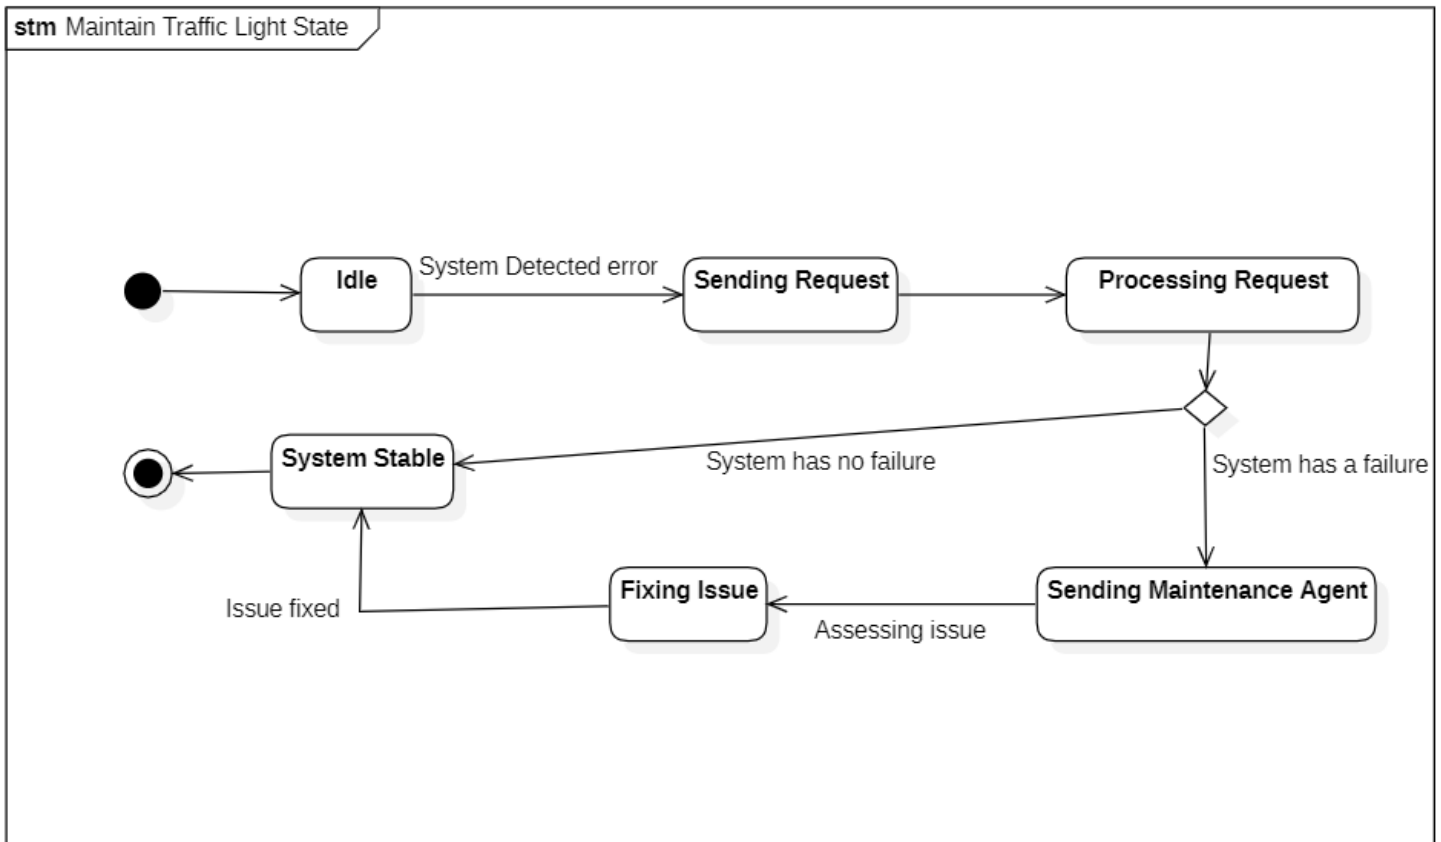 stm Maintain Traffic Light State
System Detected error
Idle
Sending Request
Processing Request
System Stable
System has no failure
System has a failure
Fixing Issue
Sending Maintenance Agent
Issue fixed
Assessing issue